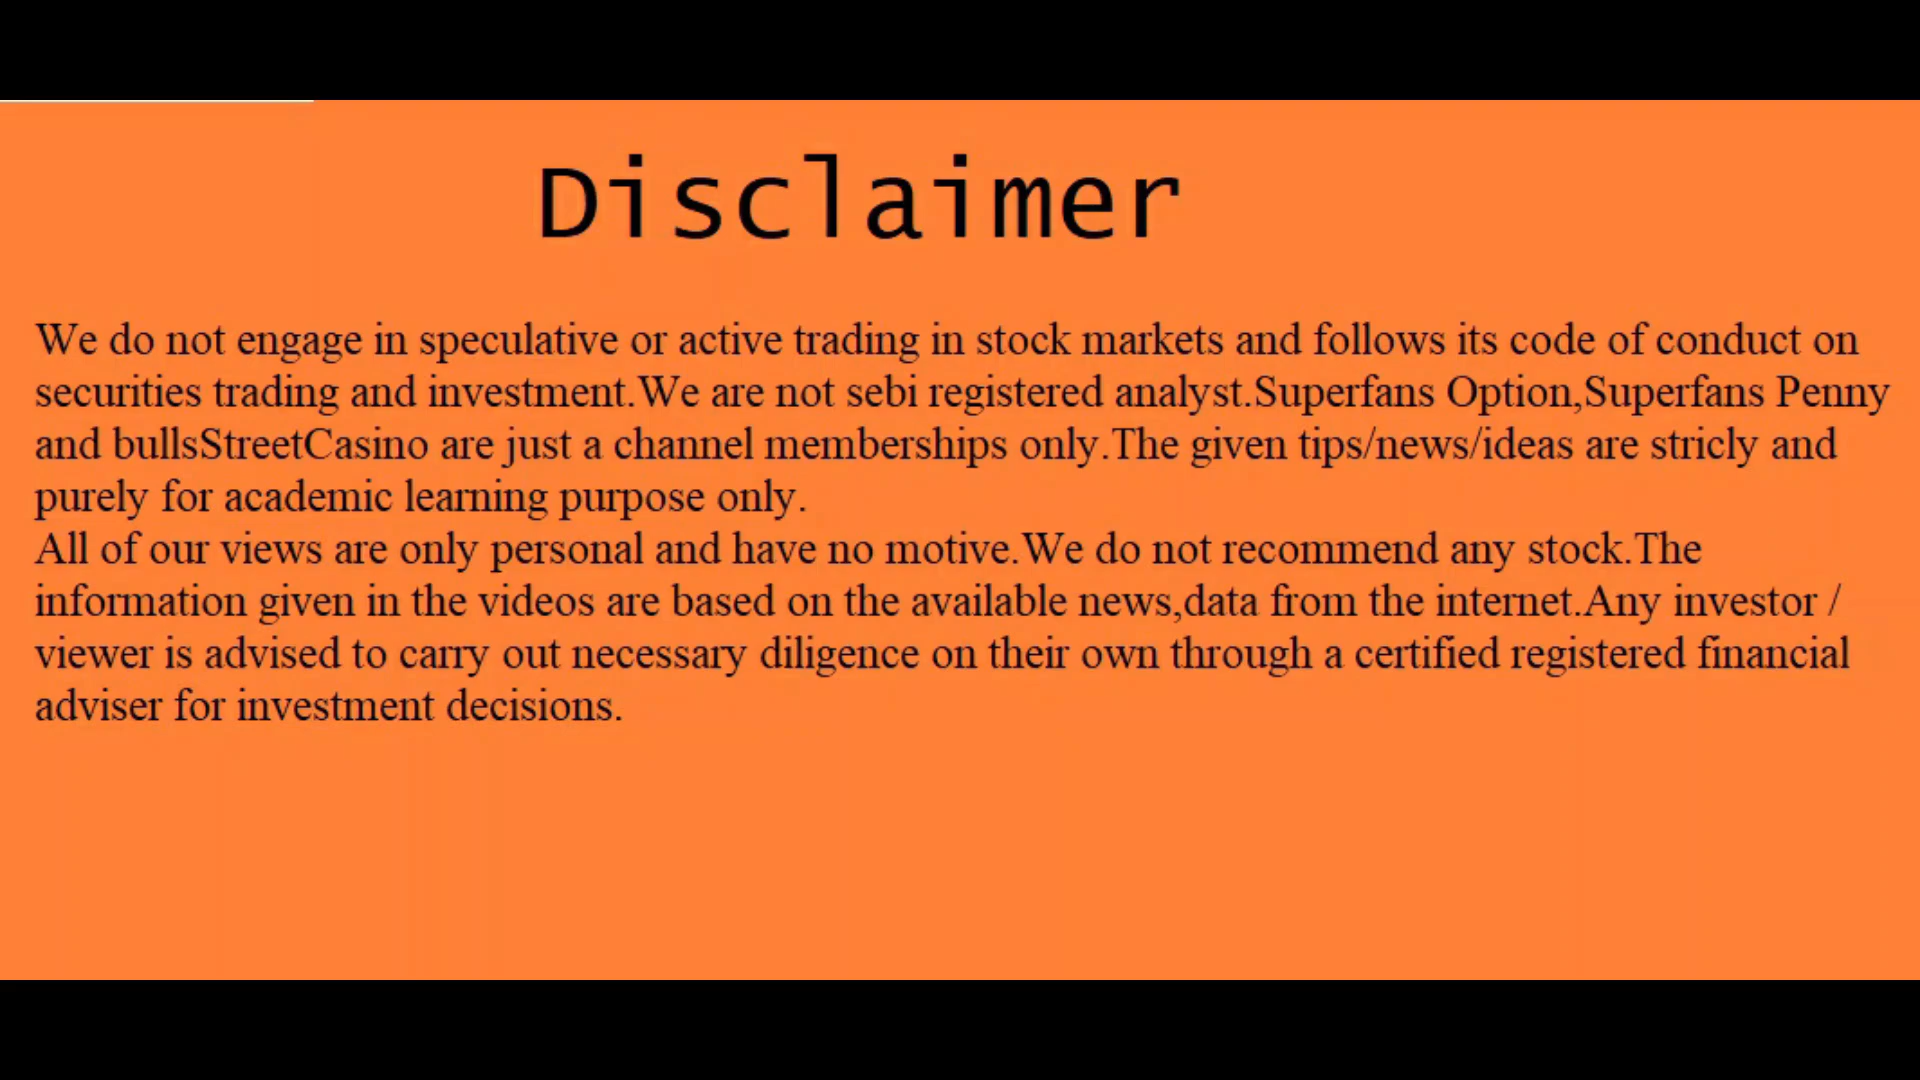 Disclaimer
We do not engage in speculative or active trading in stock markets and follows its code of conduct on
securities trading and investment.We are not sebi registered analyst.Superfans Option,Superfans Penny
and bullsStreetCasino are just a channel memberships only.The given tips/news/ideas are stricly and
purely for academic learning purpose only.
All of our views are only personal and have no motive.We do not recommend any stock.The
information given in the videos are based on the available news,data from the internet.Any investor /
viewer is advised to carry out necessary diligence on their own through a certified registered financial
adviser for investment decisions.